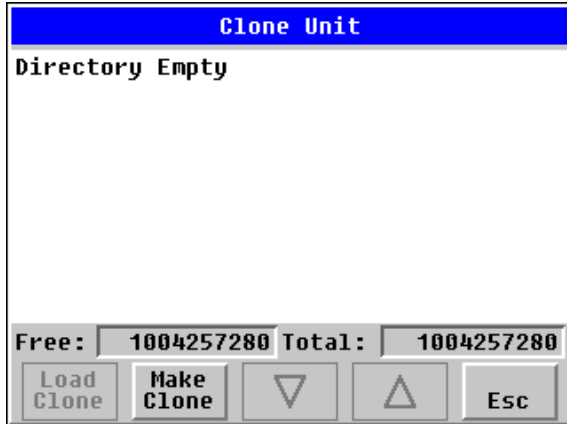 Clone Unit
Directory Empty
Free: 1004257280 Total: 1004257280
Load Clone
Make Clone
Esc